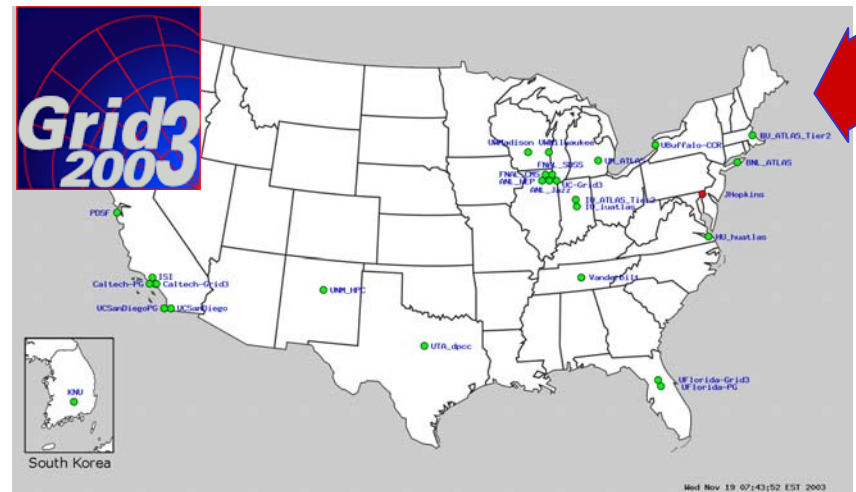 Grid3
2003
UWMadison UWMilwaukee
FNAL_SDSS
UM_ATLAS
UBuffalo-CCR
BU_ATLAS_Tier2
BNL_ATLAS
FNAL_CMS
ANL_HEP
UC-Grid3
ANL_Jazz
IU_ATLAS_Tier2
IU_iuatlas
JHopkins
HU_huatlas
PDSF
ISI
Caltech-PG
Caltech-Grid3
UCSanDiegoPG
UCSanDiego
UNM_HPC
Vanderbilt
UTA_dpcc
UFlorida-Grid3
UFlorida-PG
KNU
South Korea
Wed Nov 19 07:43:52 EST 2003